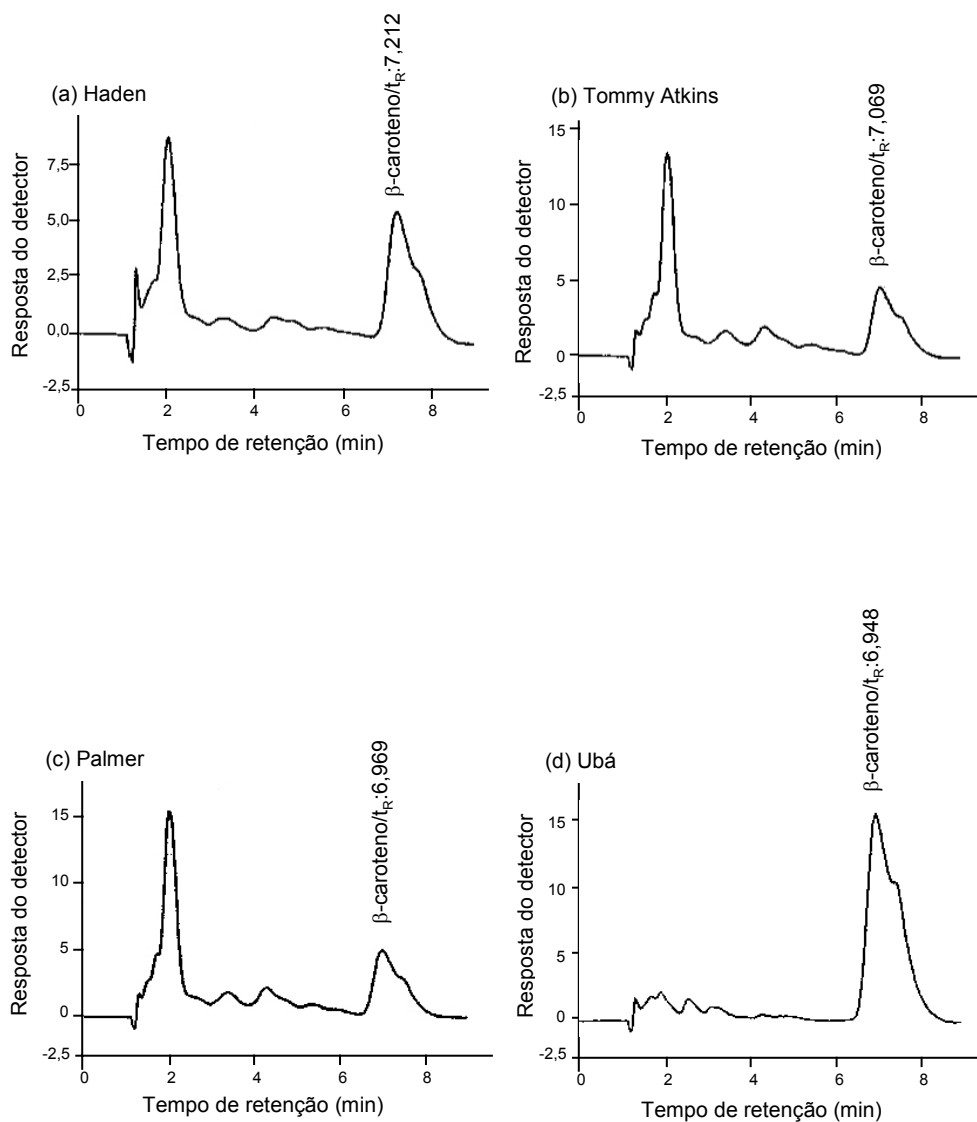 (a) Haden
β-caroteno/tR:7,212
Resposta do detector
7,5
5,0
2,5
0,0
-2,5
0
2
4
6
8
Tempo de retenção (min)
(b) Tommy Atkins
β-caroteno/tR:7,069
Resposta do detector
15
10
5
0
-2,5
0
2
4
6
8
Tempo de retenção (min)
(c) Palmer
β-caroteno/tR:6,969
Resposta do detector
15
10
5
0
-2,5
0
2
4
6
8
Tempo de retenção (min)
(d) Ubá
β-caroteno/tR:6,948
Resposta do detector
15
10
5
0
-2,5
0
2
4
6
8
Tempo de retenção (min)